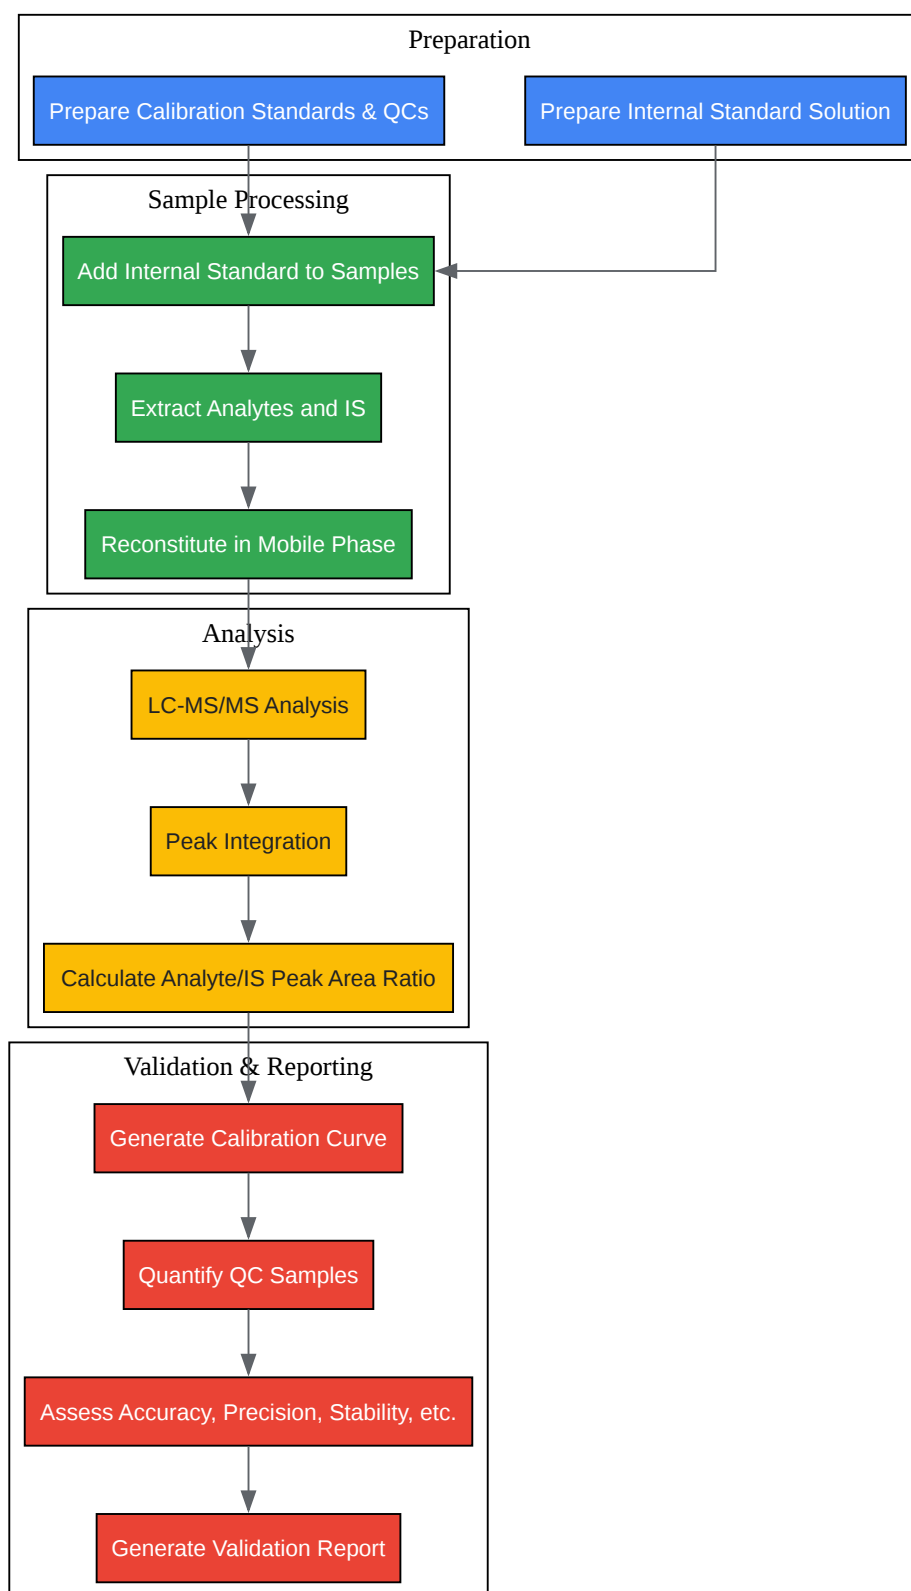 Preparation
Prepare Calibration Standards & QCs
Prepare Internal Standard Solution
Sample Processing
Add Internal Standard to Samples
Extract Analytes and IS
Reconstitute in Mobile Phase
Analysis
LC-MS/MS Analysis
Peak Integration
Calculate Analyte/IS Peak Area Ratio
Validation & Reporting
Generate Calibration Curve
Quantify QC Samples
Assess Accuracy, Precision, Stability, etc.
Generate Validation Report